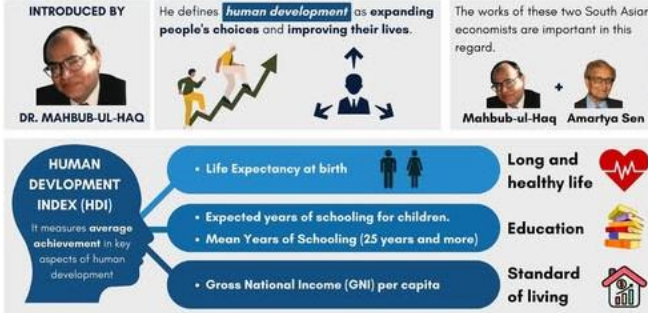 INTRODUCED BY
DR. MAHBUB-UL-HAQ
He defines human development as expanding
people's choices and improving their lives.
The works of these two South Asian
economists are important in this
regard.
+
Mahbub-ul-Haq Amartya Sen
HUMAN
DEVLOPMENT
INDEX (HDI)
It measures average
achievement in key
aspects of human
development
• Life Expectancy at birth
Long and
healthy life
• Expected years of schooling for children.
• Mean Years of Schooling (25 years and more)
Education
• Gross National Income (GNI) per capita
Standard
of living